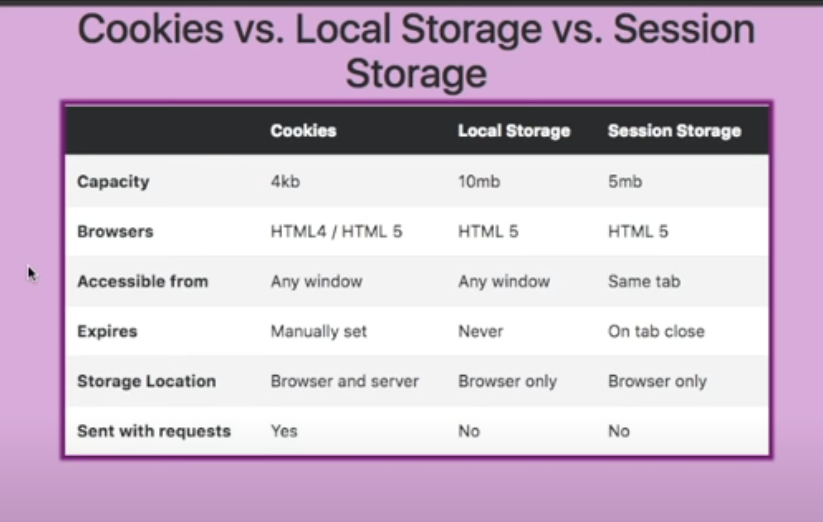 Cookies vs. Local Storage vs. Session
Storage
Cookies Local Storage Session Storage
Capacity 4kb 10mb 5mb
Browsers HTML4 / HTML 5 HTML 5 HTML 5
Accessible from Any window Any window Same tab
Expires Manually set Never On tab close
Storage Location Browser and server Browser only Browser only
Sent with requests Yes No No